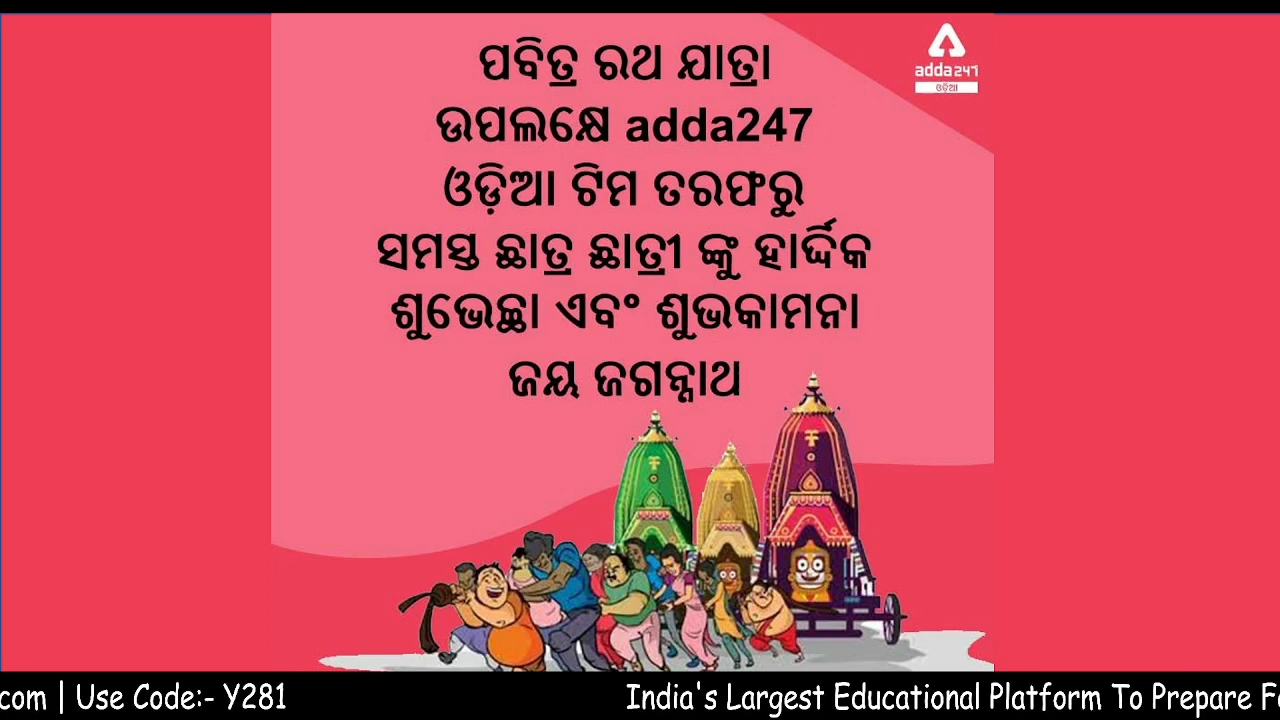 ପବିତ୍ର ରଥ ଯାତ୍ରା
ଉପଲକ୍ଷେ adda247
ଓଡ଼ିଆ ଟିମ ତରଫରୁ
ସମସ୍ତ ଛାତ୍ର ଛାତ୍ରୀ ଙ୍କୁ ହାର୍ଦ୍ଦିକ
ଶୁଭେଚ୍ଛା ଏବଂ ଶୁଭକାମନା
ଜୟ ଜଗନ୍ନାଥ
adda247
ଓଡ଼ିଆ
.com | Use Code:- Y281
India's Largest Educational Platform To Prepare